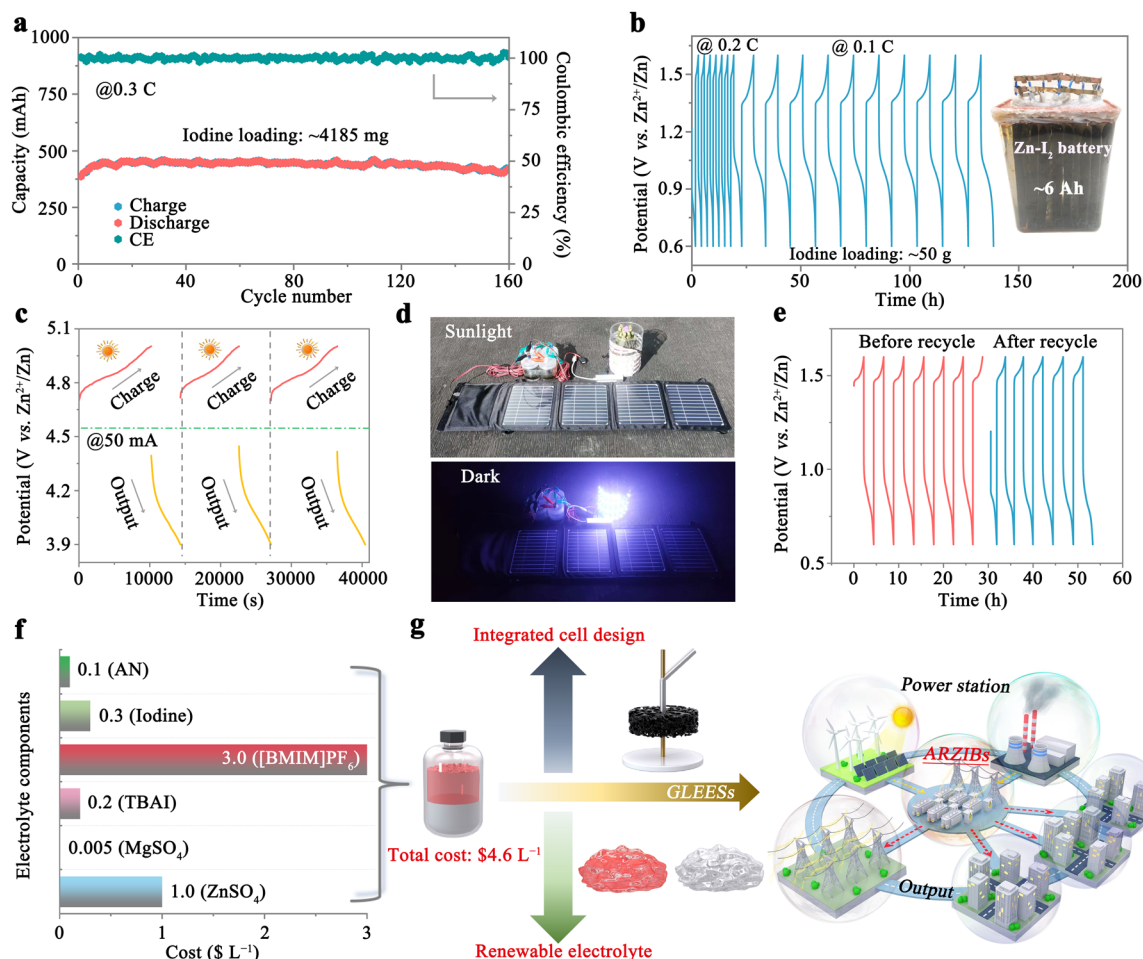 a
1000
750
500
250
0
Capacity (mAh)
@0.3 C
Iodine loading: ~4185 mg
Charge
Discharge
CE
0
40
80
120
160
Cycle number
100
75
50
25
0
Coulombic efficiency (%)
b
1.5
1.2
0.9
0.6
Potential (V vs. Zn²⁺/Zn)
@ 0.2 C
@ 0.1 C
Zn-I₂ battery
~6 Ah
Iodine loading: ~50 g
0
50
100
150
200
Time (h)
c
5.1
4.8
4.5
4.2
3.9
Potential (V vs. Zn²⁺/Zn)
Charge
Charge
Charge
@50 mA
Output
Output
Output
0
10000
20000
30000
40000
Time (s)
d
Sunlight
Dark
e
1.5
1.0
0.5
Potential (V vs. Zn²⁺/Zn)
Before recycle
After recycle
0
10
20
30
40
50
60
Time (h)
f
Electrolyte components
0.1 (AN)
0.3 (Iodine)
3.0 ([BMIM]PF₆)
0.2 (TBAI)
0.005 (MgSO₄)
1.0 (ZnSO₄)
0
1
2
3
Cost ($ L⁻¹)
g
Integrated cell design
GLEESs
Total cost: $4.6 L⁻¹
Renewable electrolyte
Power station
ARZIBs
Output